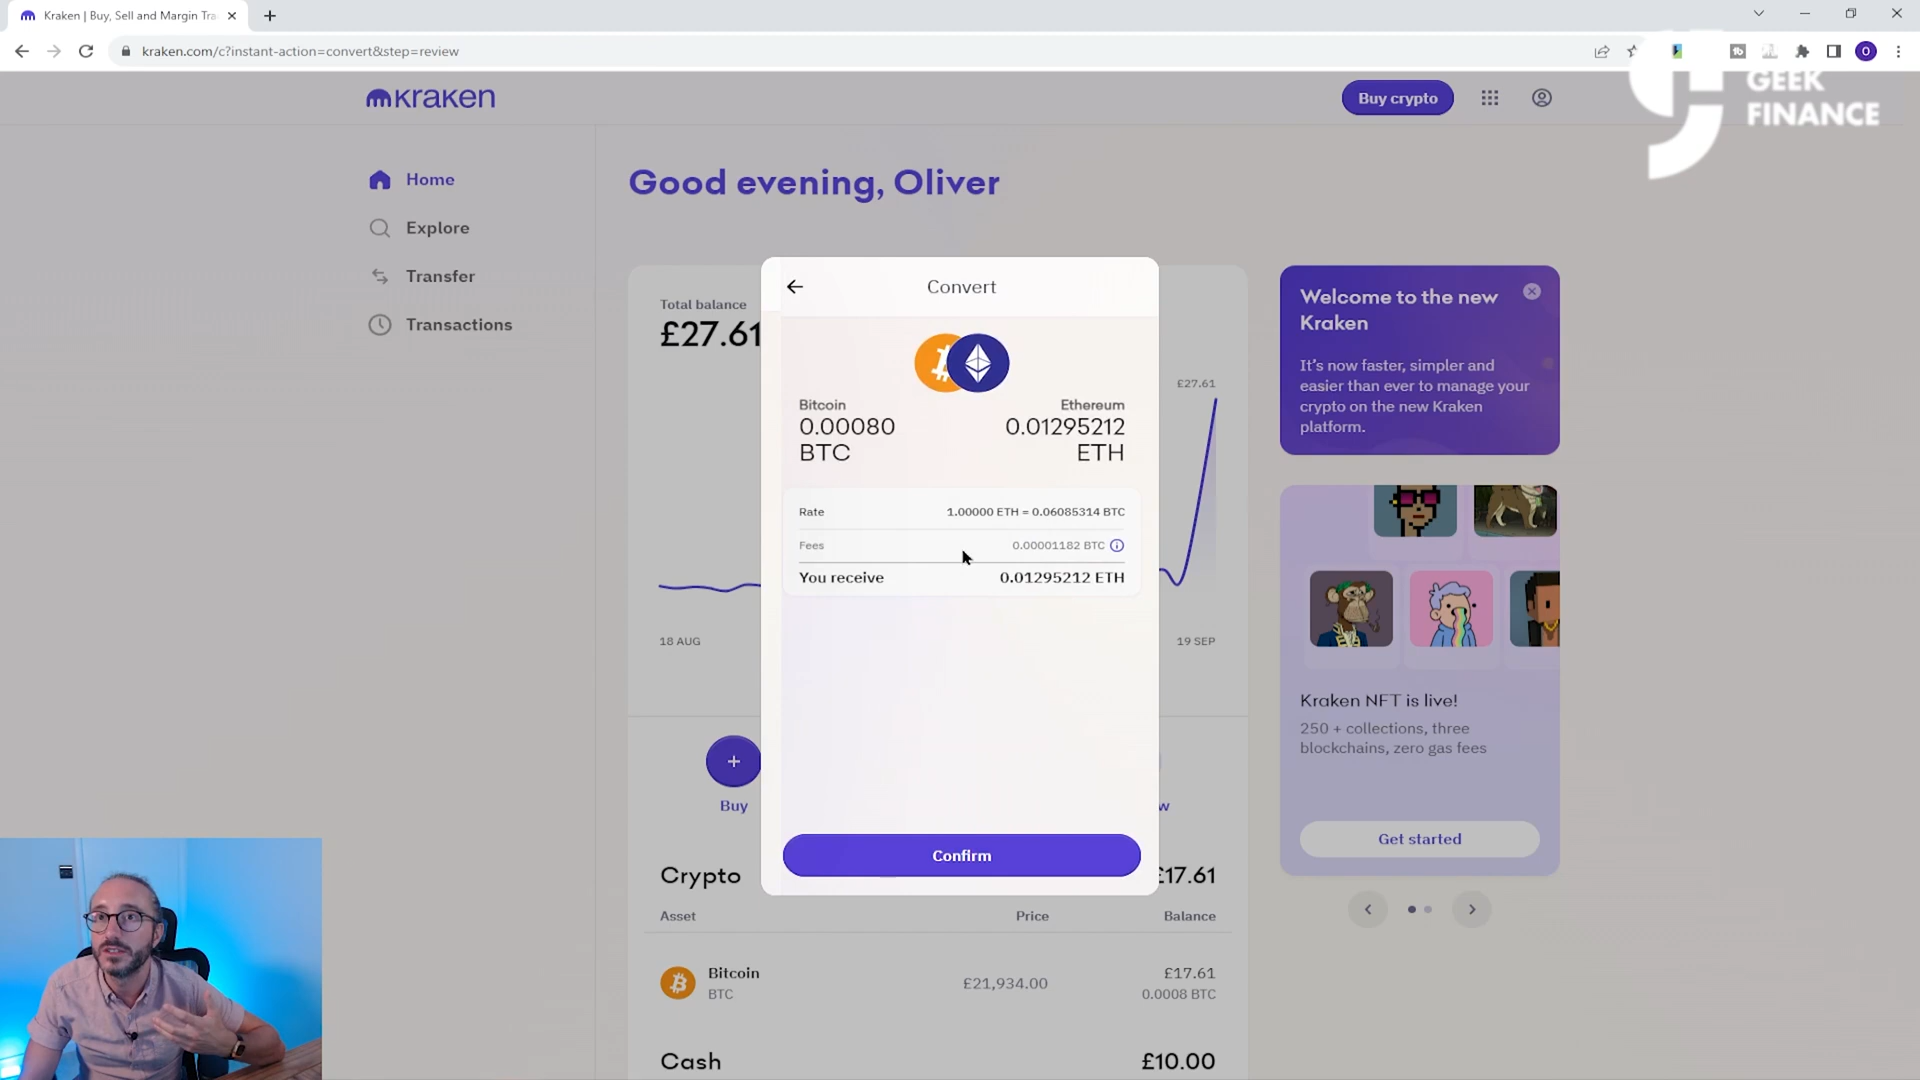 Kraken | Buy, Sell and Margin Tra
kraken.com/c?instant-action=convert&step=review
O
kraken
Buy crypto
GEEK
FINANCE
Home
Explore
Transfer
Transactions
Good evening, Oliver
Total balance
£27.61
£27.61
18 AUG
19 SEP
Convert
Bitcoin
0.00080
BTC
Ethereum
0.01295212
ETH
Rate 1.00000 ETH = 0.06085314 BTC
Fees 0.00001182 BTC
You receive 0.01295212 ETH
Confirm
Buy
w
Crypto £17.61
Asset Price Balance
Bitcoin £21,934.00 £17.61
BTC 0.0008 BTC
Cash £10.00
Welcome to the new
Kraken
It’s now faster, simpler and
easier than ever to manage your
crypto on the new Kraken
platform.
Kraken NFT is live!
250 + collections, three
blockchains, zero gas fees
Get started